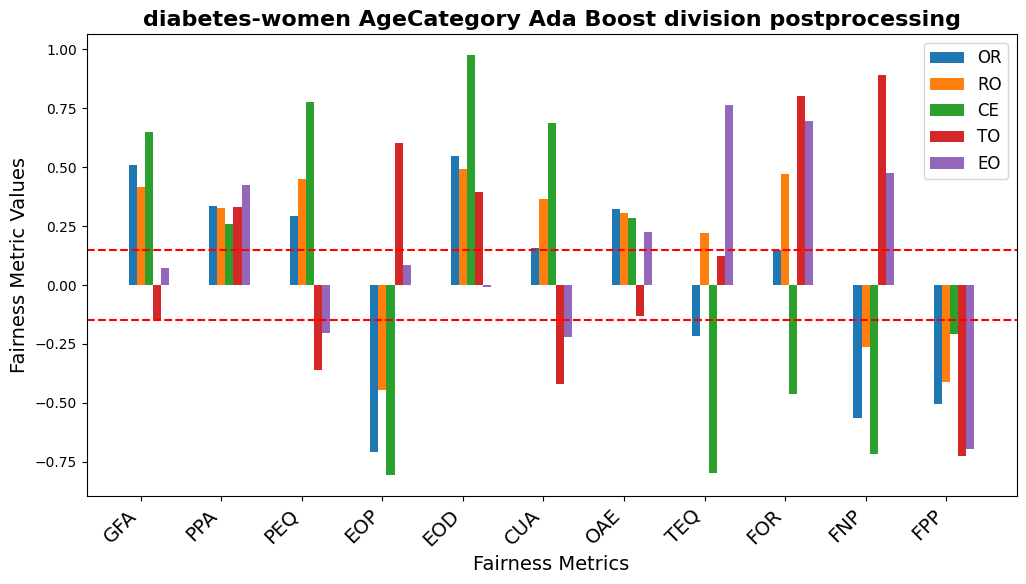 diabetes-women AgeCategory Ada Boost division postprocessing
1.00
0.75
0.50
0.25
0.00
−0.25
−0.50
−0.75
Fairness Metric Values
OR
RO
CE
TO
EO
GFA
PPA
PEQ
EOP
EOD
CUA
OAE
TEQ
FOR
FNP
FPP
Fairness Metrics